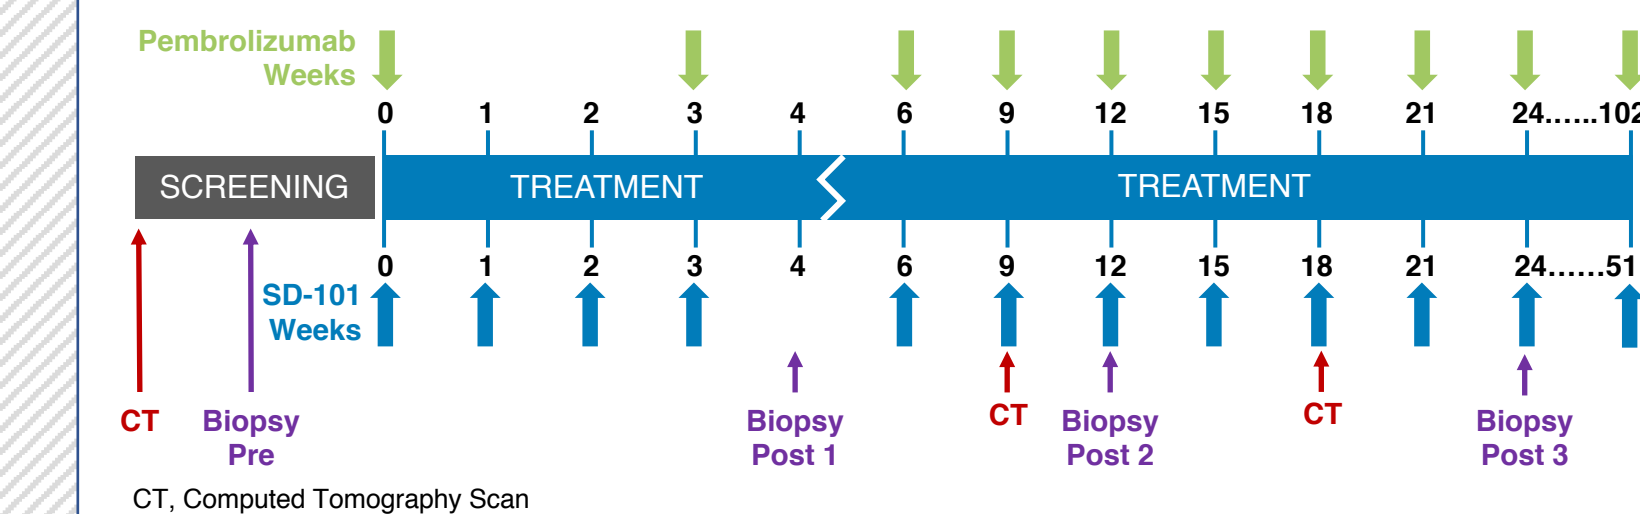 Pembrolizumab
Weeks
0 1 2 3 4 6 9 12 15 18 21 24......102
SCREENING TREATMENT TREATMENT
0 1 2 3 4 6 9 12 15 18 21 24......51
SD-101
Weeks
CT Biopsy Pre Biopsy Post 1 CT Biopsy Post 2 CT Biopsy Post 3
CT, Computed Tomography Scan